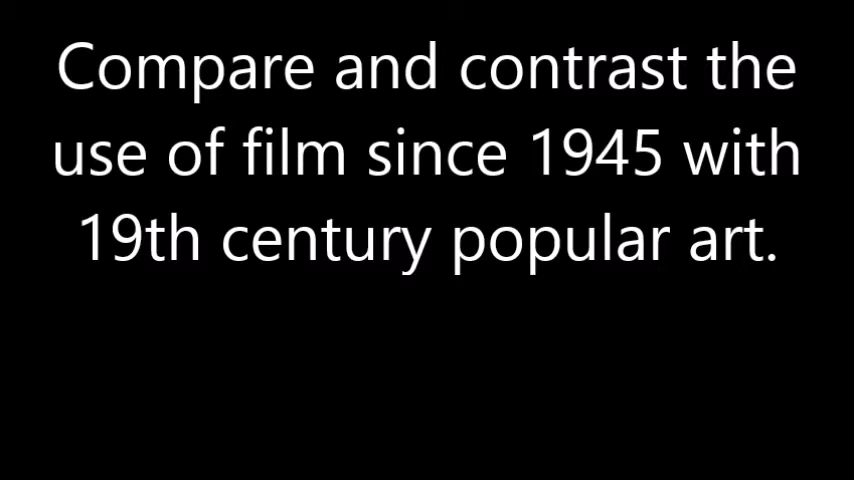 Compare and contrast the
use of film since 1945 with
19th century popular art.